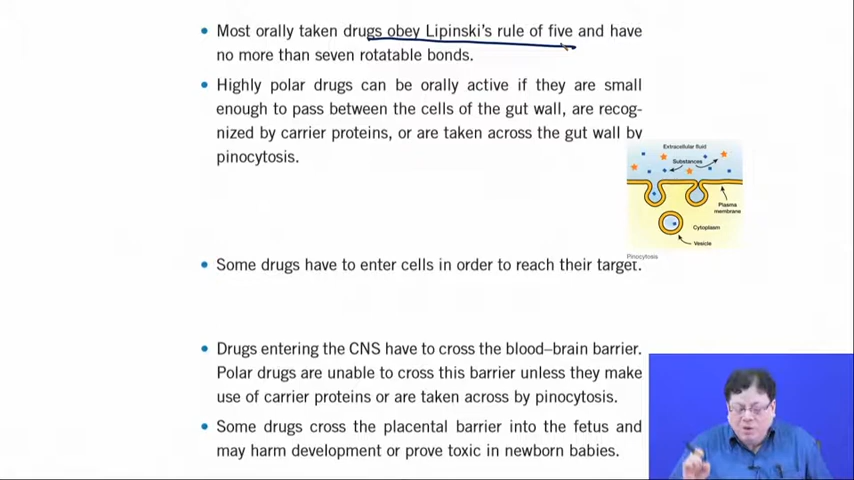 Most orally taken drugs obey Lipinski's rule of five and have
no more than seven rotatable bonds.
Highly polar drugs can be orally active if they are small
enough to pass between the cells of the gut wall, are recog-
nized by carrier proteins, or are taken across the gut wall by
pinocytosis.
Extracellular fluid
Substances
Plasma
membrane
Cytoplasm
Vesicle
Pinocytosis
Some drugs have to enter cells in order to reach their target.
Drugs entering the CNS have to cross the blood–brain barrier.
Polar drugs are unable to cross this barrier unless they make
use of carrier proteins or are taken across by pinocytosis.
Some drugs cross the placental barrier into the fetus and
may harm development or prove toxic in newborn babies.